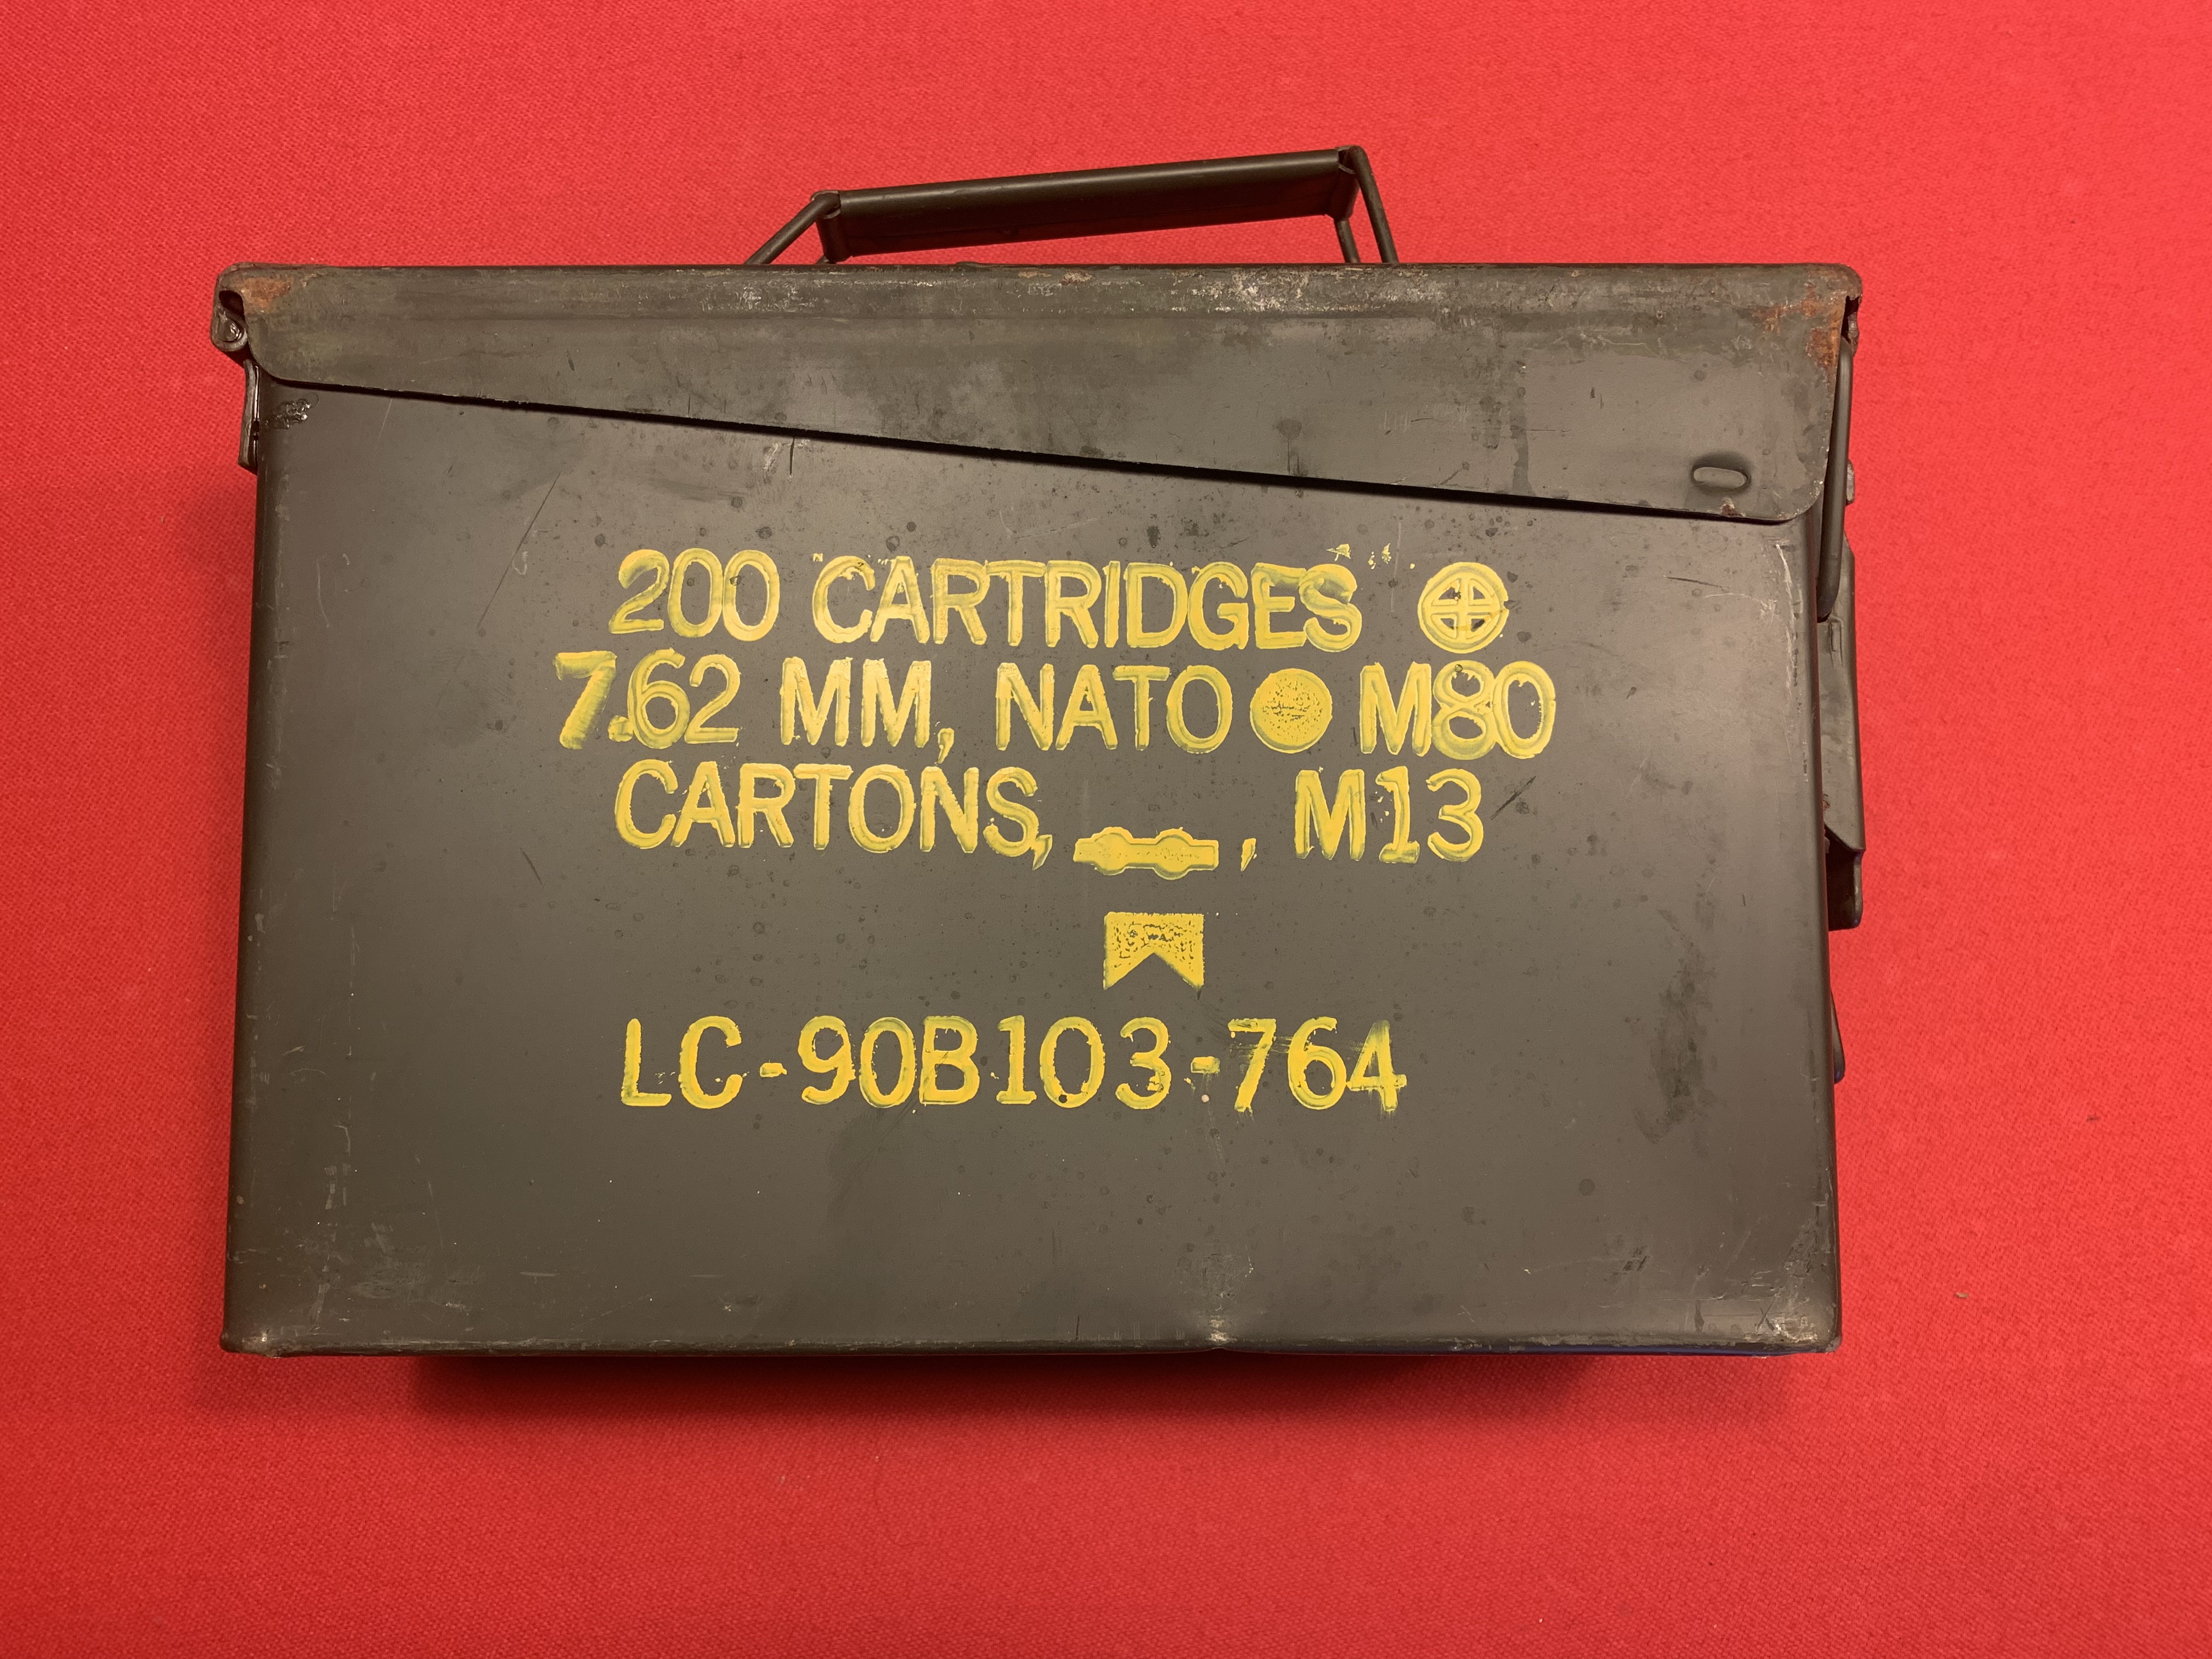 200 CARTRIDGES
7.62 MM, NATO M80
CARTONS, , M13
LC-90B103-764